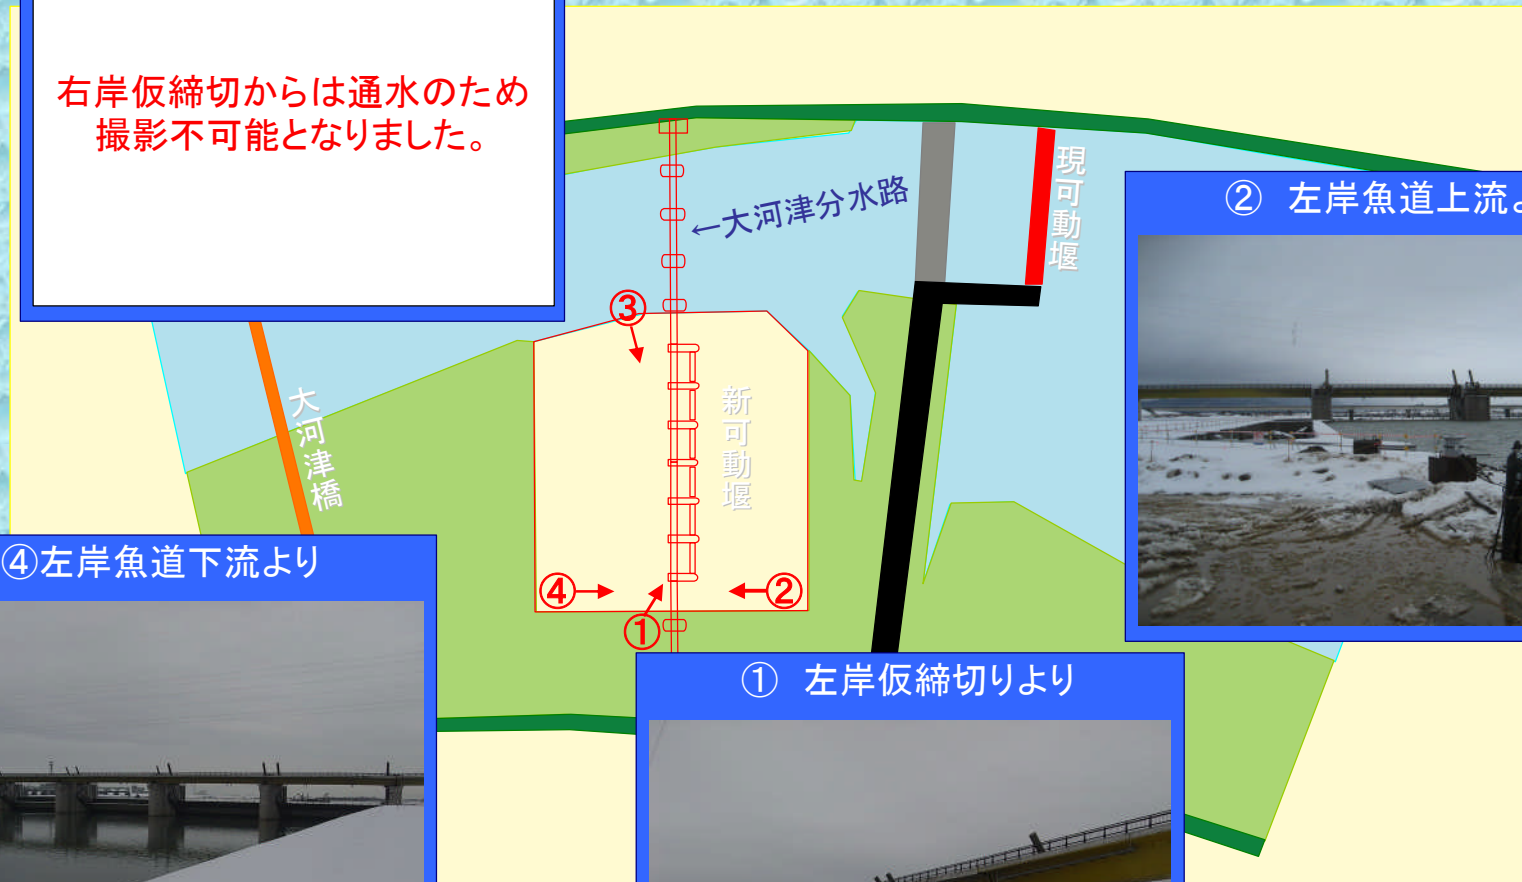 右岸仮締切からは通水のため
撮影不可能となりました。
←大河津分水路
現可動堰
② 左岸魚道上流よ
③
新可動堰
大河津橋
④左岸魚道下流より
④
②
①
① 左岸仮締切りより